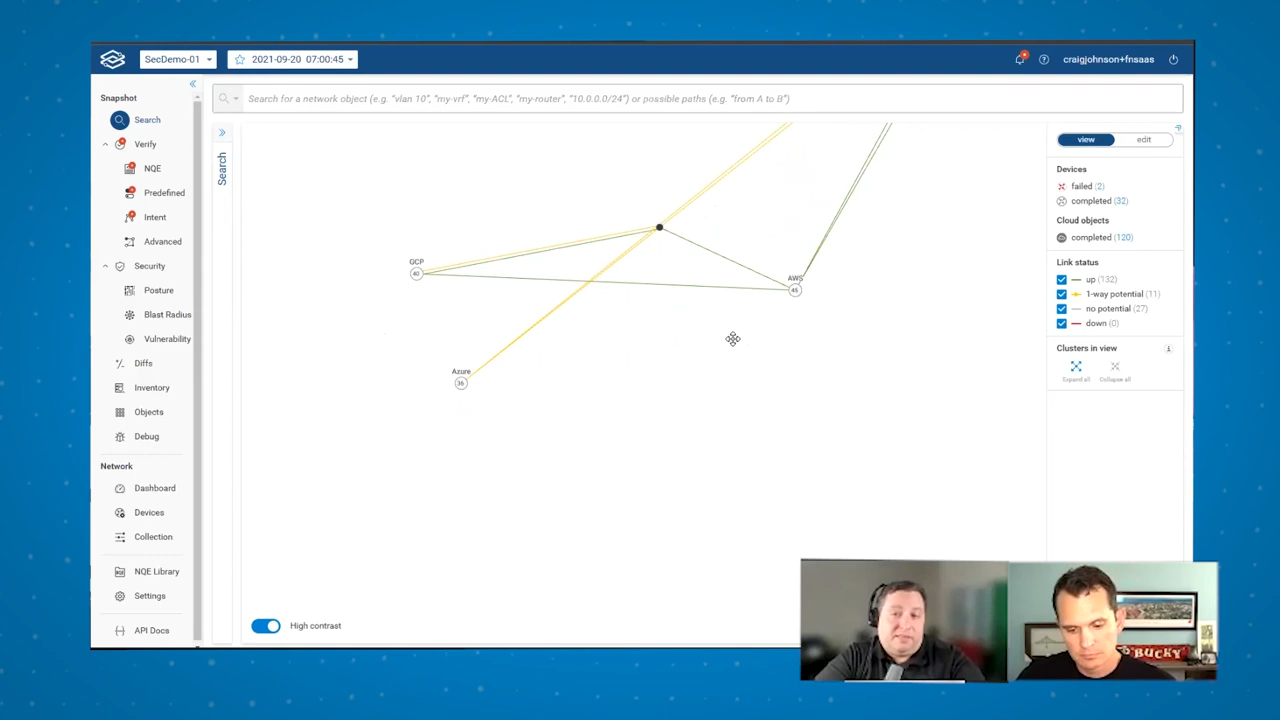 SecDemo-01
2021-09-20 07:00:45
craigjohnson+fnsaas
Snapshot
Search
Verify
NQE
Predefined
Intent
Advanced
Security
Posture
Blast Radius
Vulnerability
Diffs
Inventory
Objects
Debug
Network
Dashboard
Devices
Collection
NQE Library
Settings
API Docs
Search for a network object (e.g. "vlan 10", "my-vrf", "my-ACL", "my-router", "10.0.0.0/24") or possible paths (e.g. "from A to B")
Search
GCP
40
AWS
45
Azure
36
High contrast
view edit
Devices
failed (2)
completed (32)
Cloud objects
completed (120)
Link status
up (132)
1-way potential (11)
no potential (27)
down (0)
Clusters in view
Expand all Collapse all
BUCKY